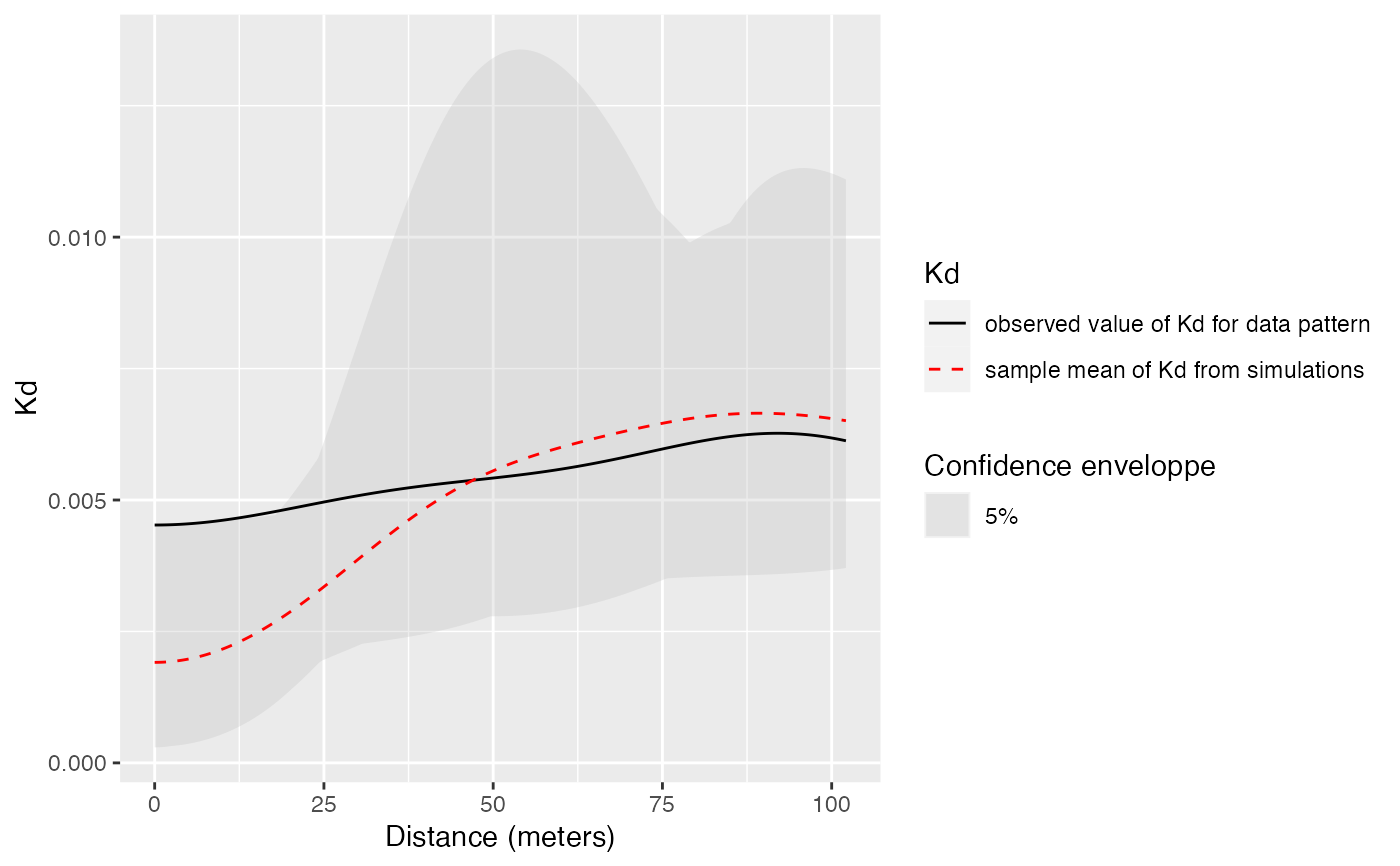 Kd
0.010
0.005
0.000
0 25 50 75 100
Distance (meters)
Kd
observed value of Kd for data pattern
sample mean of Kd from simulations
Confidence enveloppe
5%